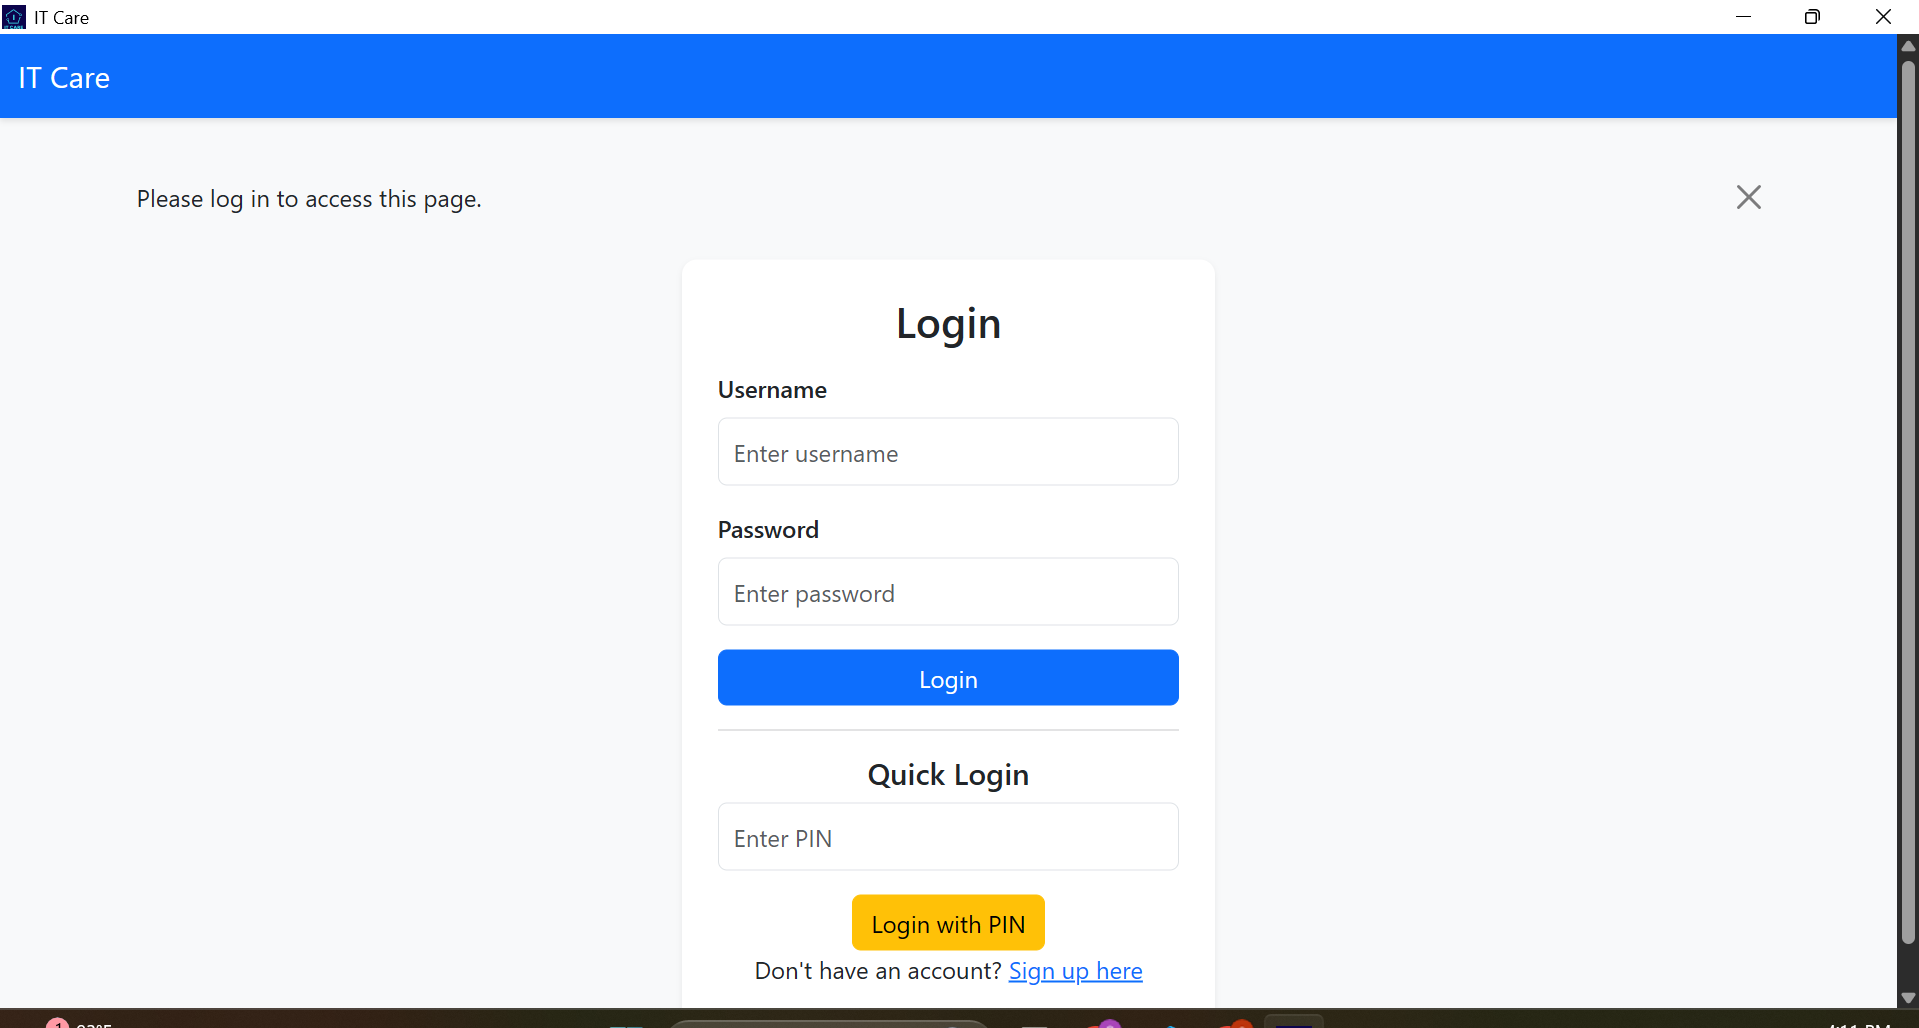 IT Care
IT Care
Please log in to access this page.
Login
Username
Enter username
Password
Enter password
Login
Quick Login
Enter PIN
Login with PIN
Don't have an account? Sign up here